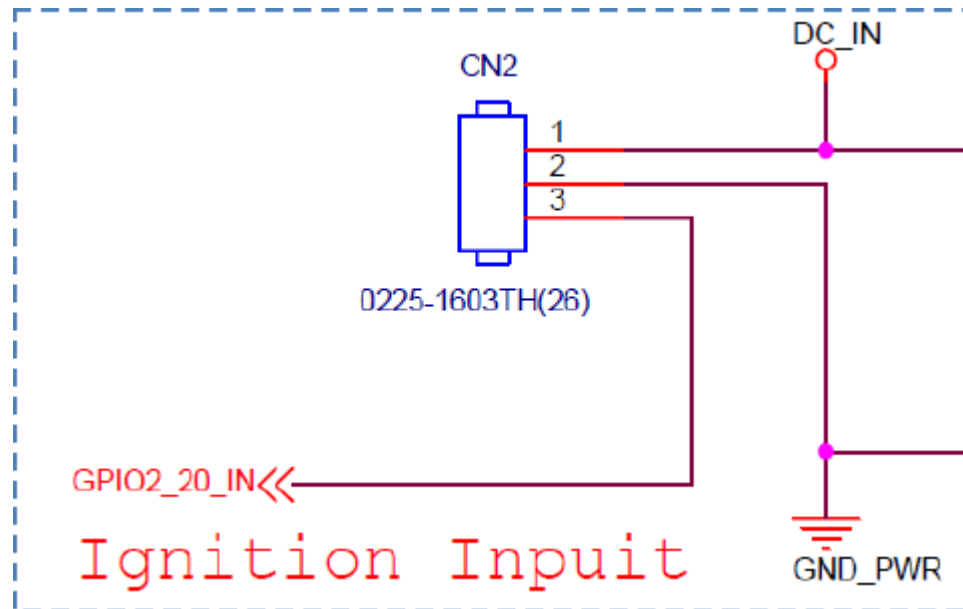 DC_IN
CN2
1
2
3
0225-1603TH(26)
GPIO2_20_IN
Ignition Inpuit
GND_PWR